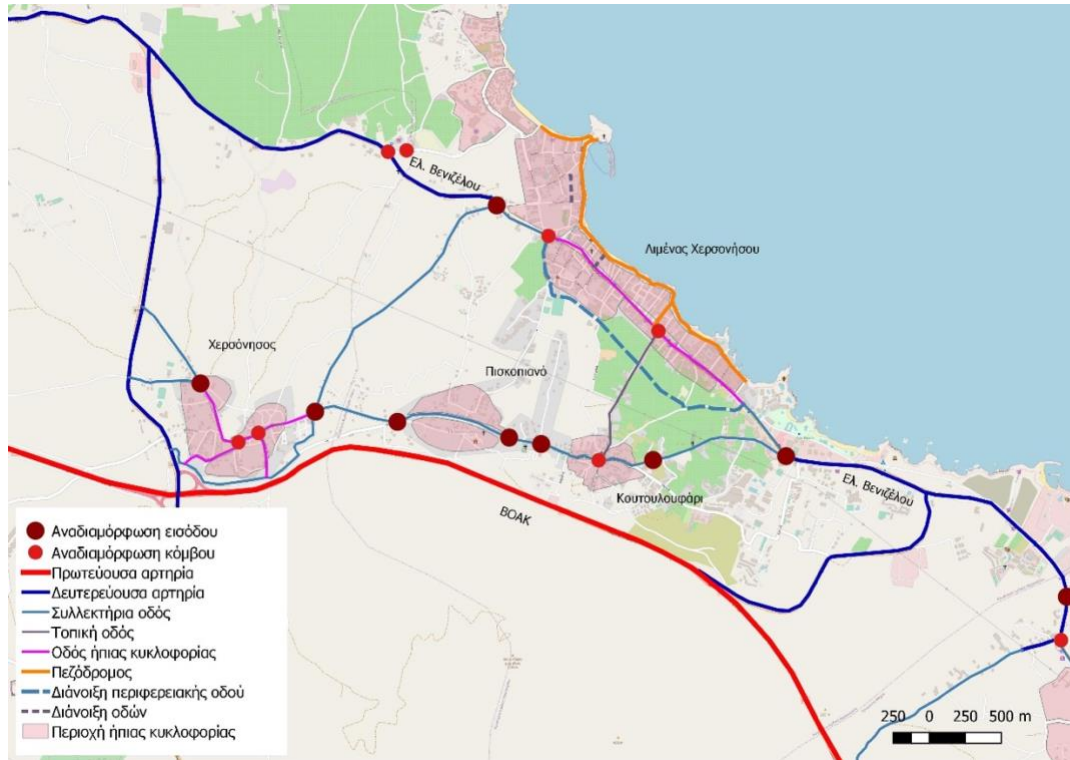 Ελ. Βενιζέλου
Λιμένας Χερσονήσου
Χερσόνησος
Πισκοπιανό
Ελ. Βενιζέλου
Κουτουλουφάρι
ΒΟΑΚ
Αναδιαμόρφωση εισόδου
Αναδιαμόρφωση κόμβου
Πρωτεύουσα αρτηρία
Δευτερεύουσα αρτηρία
Συλλεκτήρια οδός
Τοπική οδός
Οδός ήπιας κυκλοφορίας
Πεζόδρομος
Διάνοιξη περιφερειακής οδού
Διάνοιξη οδών
Περιοχή ήπιας κυκλοφορίας
250 0 250 500 m